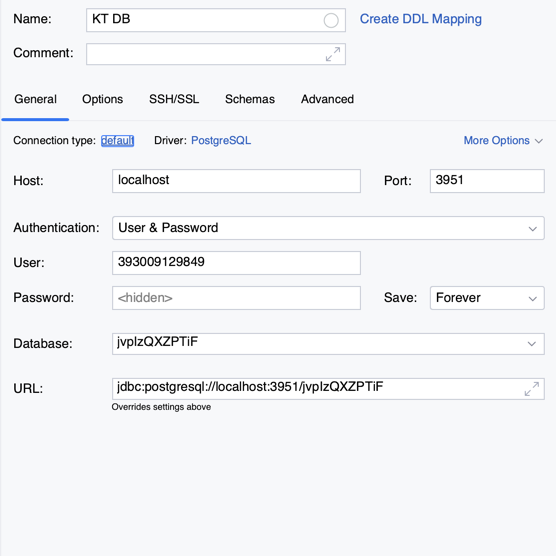 Name: KT DB Create DDL Mapping
Comment:
General Options SSH/SSL Schemas Advanced
Connection type: default Driver: PostgreSQL More Options
Host: localhost Port: 3951
Authentication: User & Password
User: 393009129849
Password: <hidden> Save: Forever
Database: jvpIzQXZPTiF
URL: jdbc:postgresql://localhost:3951/jvpIzQXZPTiF
Overrides settings above